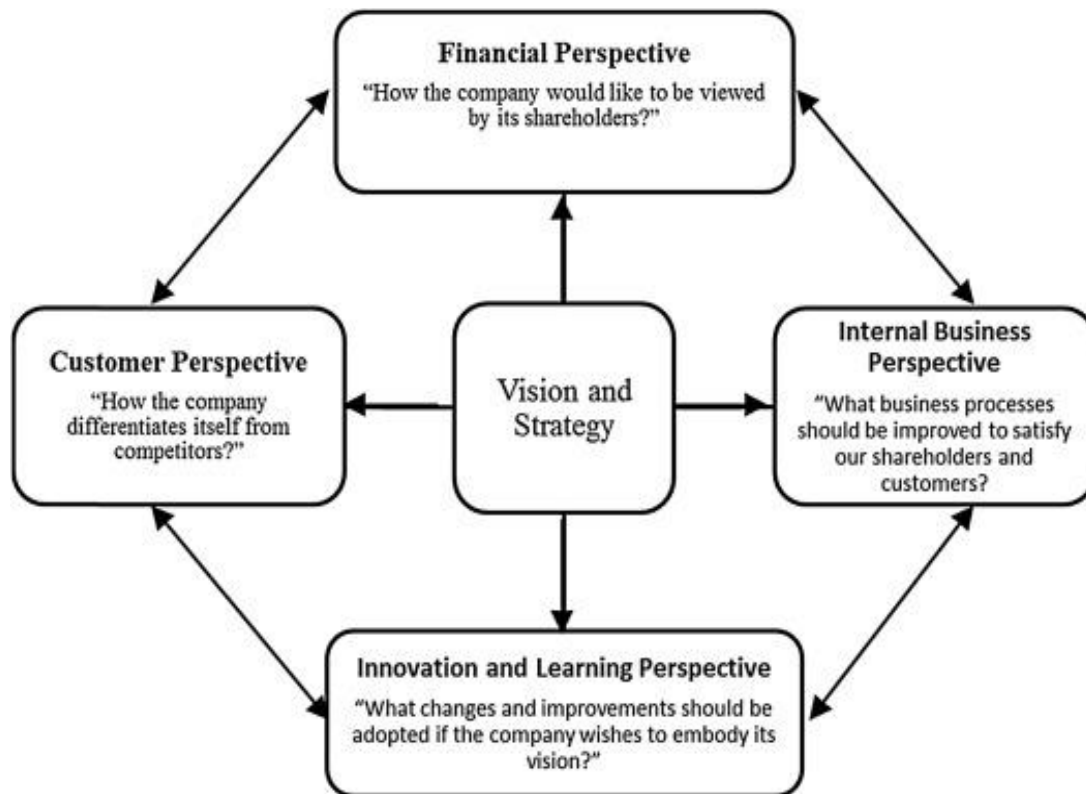 Financial Perspective
“How the company would like to be viewed
by its shareholders?”
Customer Perspective
“How the company
differentiates itself from
competitors?”
Vision and
Strategy
Internal Business
Perspective
“What business processes
should be improved to satisfy
our shareholders and
customers?
Innovation and Learning Perspective
“What changes and improvements should be
adopted if the company wishes to embody its
vision?”